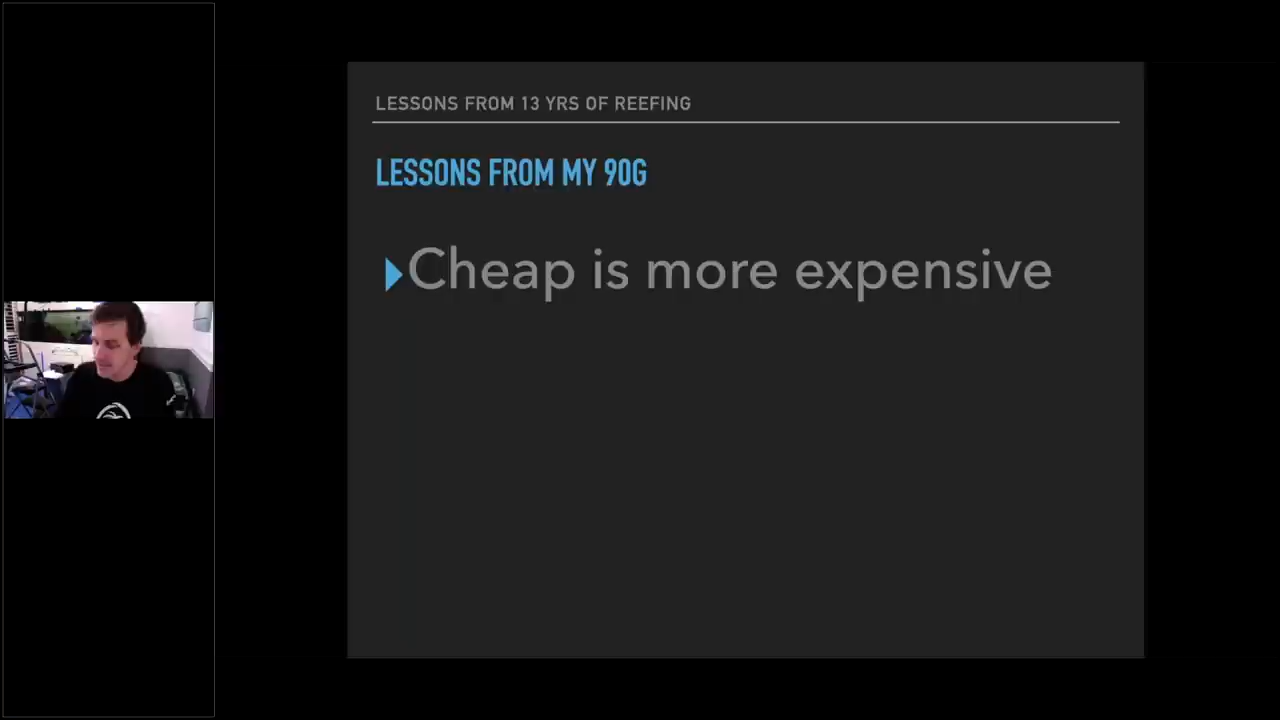 LESSONS FROM 13 YRS OF REEFING
LESSONS FROM MY 90G
Cheap is more expensive